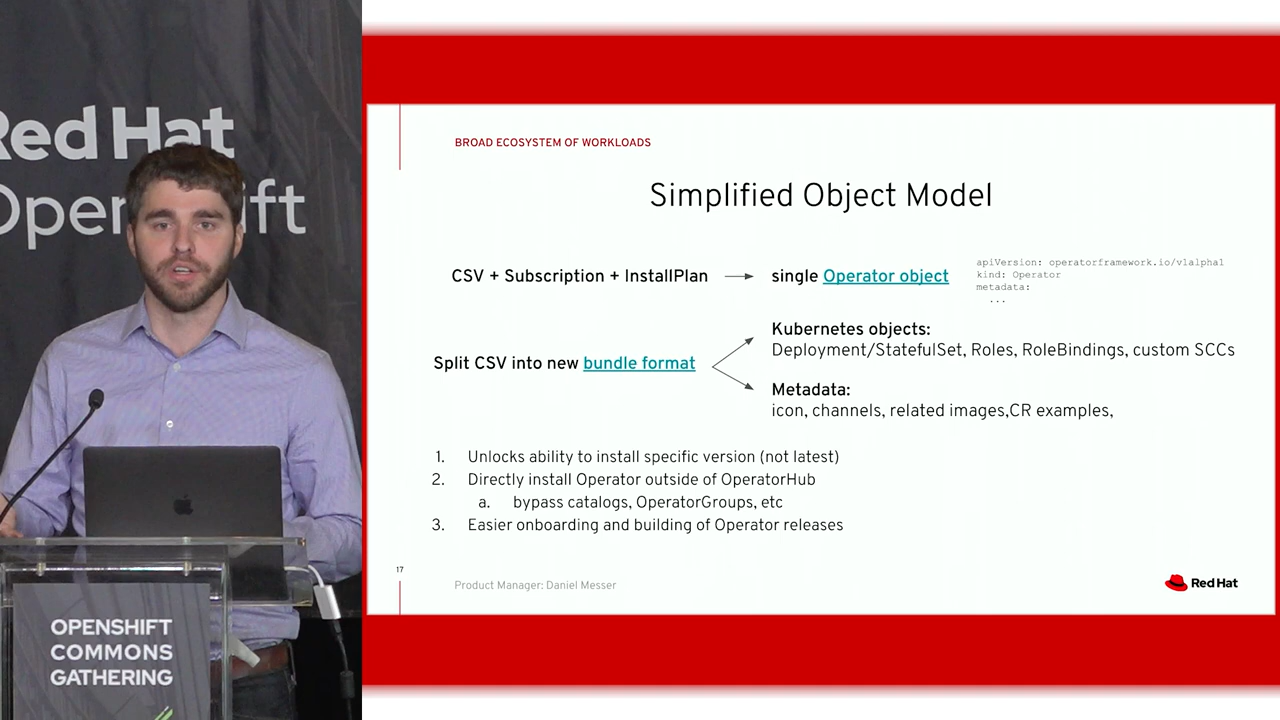 Red Hat
Open ift
OPENSHIFT
COMMONS
GATHERING
BROAD ECOSYSTEM OF WORKLOADS
Simplified Object Model
CSV + Subscription + InstallPlan
single Operator object
apiVersion: operatorframework.io/v1alpha1
kind: Operator
metadata:
...
Split CSV into new bundle format
Kubernetes objects:
Deployment/StatefulSet, Roles, RoleBindings, custom SCCs
Metadata:
icon, channels, related images,CR examples,
1. Unlocks ability to install specific version (not latest)
2. Directly install Operator outside of OperatorHub
a. bypass catalogs, OperatorGroups, etc
3. Easier onboarding and building of Operator releases
17
Product Manager: Daniel Messer
Red Hat